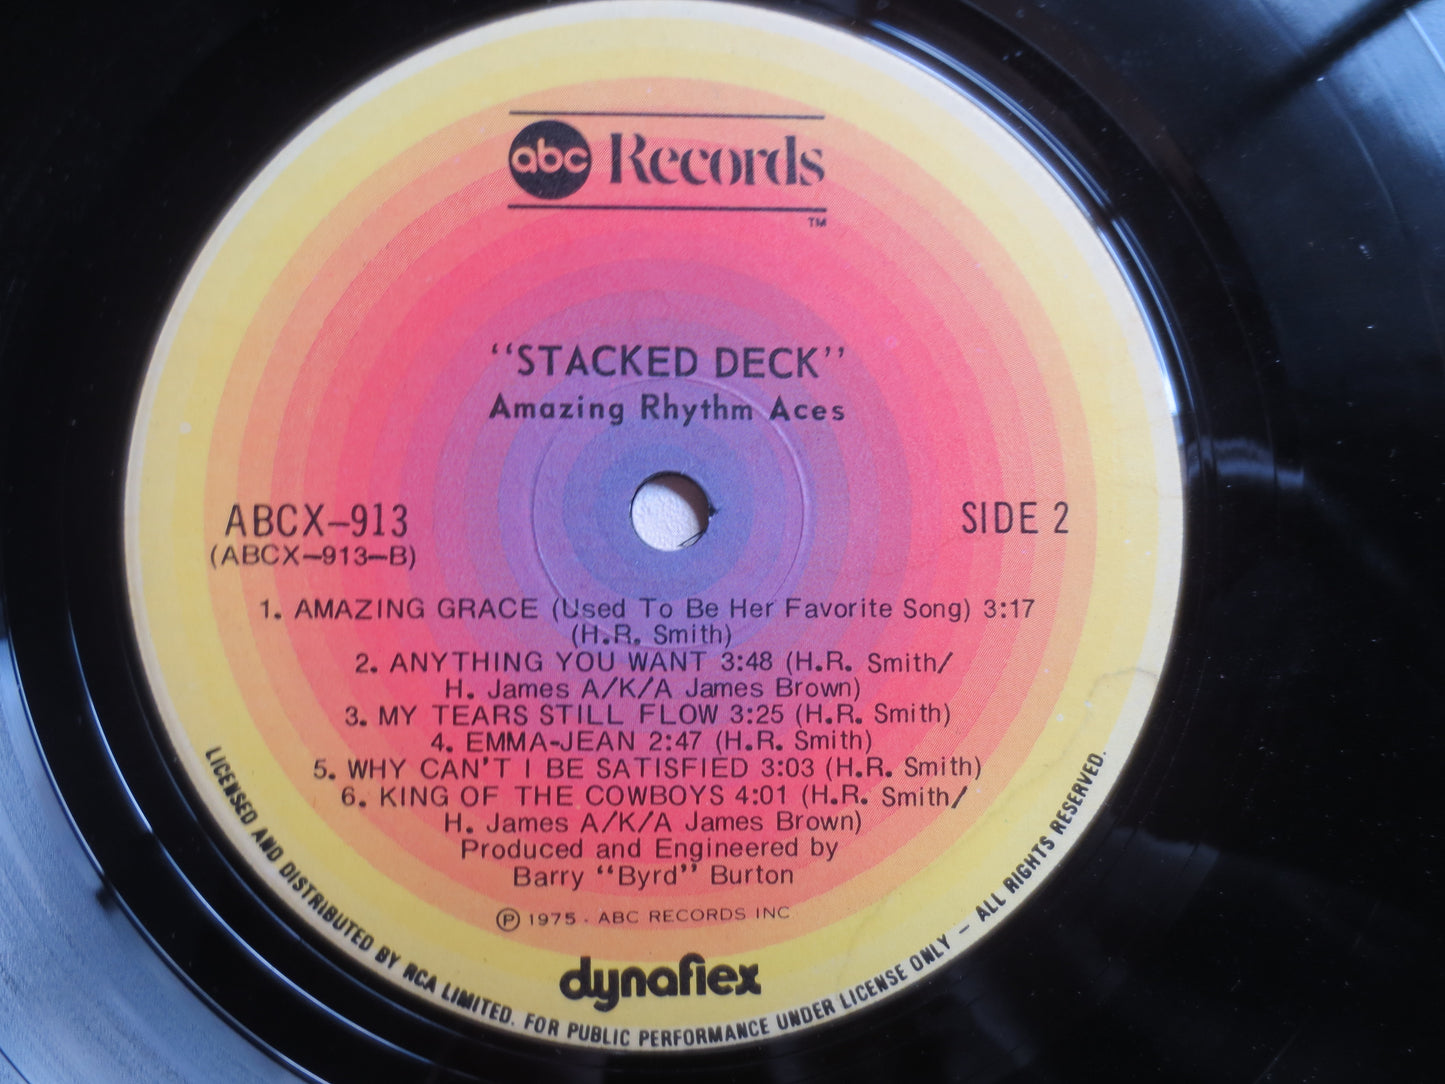 abc Records
TM
"STACKED DECK"
Amazing Rhythm Aces
ABCX-913
(ABCX-913-B)
SIDE 2
1. AMAZING GRACE (Used To Be Her Favorite Song) 3:17
(H.R. Smith)
2. ANYTHING YOU WANT 3:48 (H.R. Smith/
H. James A/K/A James Brown)
3. MY TEARS STILL FLOW 3:25 (H.R. Smith)
4. EMMA-JEAN 2:47 (H.R. Smith)
5. WHY CAN'T I BE SATISFIED 3:03 (H.R. Smith)
6. KING OF THE COWBOYS 4:01 (H.R. Smith/
H. James A/K/A James Brown)
Produced and Engineered by
Barry "Byrd" Burton
℗ 1975 · ABC RECORDS INC
dynaflex
LICENSED AND DISTRIBUTED BY RCA LIMITED. FOR PUBLIC PERFORMANCE UNDER LICENSE ONLY – ALL RIGHTS RESERVED.